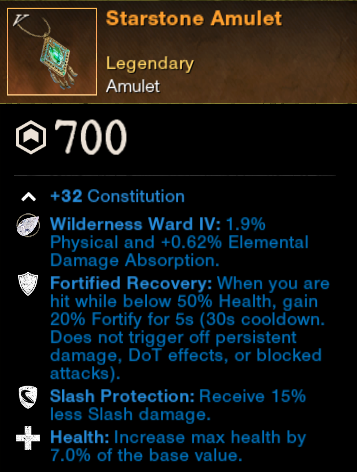 Starstone Amulet
Legendary
Amulet
700
+32 Constitution
Wilderness Ward IV: 1.9%
Physical and +0.62% Elemental
Damage Absorption.
Fortified Recovery: When you are
hit while below 50% Health, gain
20% Fortify for 5s (30s cooldown.
Does not trigger off persistent
damage, DoT effects, or blocked
attacks).
Slash Protection: Receive 15%
less Slash damage.
Health: Increase max health by
7.0% of the base value.